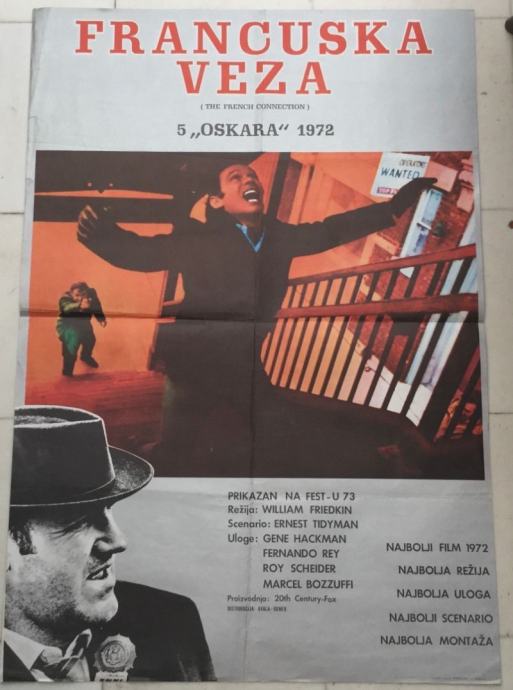 FRANCUSKA
VEZA
( THE FRENCH CONNECTION )
5 „OSKARA“ 1972
WANTED
PRIKAZAN NA FEST-U 73
Režija: WILLIAM FRIEDKIN
Scenario: ERNEST TIDYMAN
Uloge: GENE HACKMAN
FERNANDO REY
ROY SCHEIDER
MARCEL BOZZUFFI
Proizvodnja: 20th Century-Fox
NAJBOLJI FILM 1972
NAJBOLJA REŽIJA
NAJBOLJA ULOGA
NAJBOLJI SCENARIO
NAJBOLJA MONTAŽA